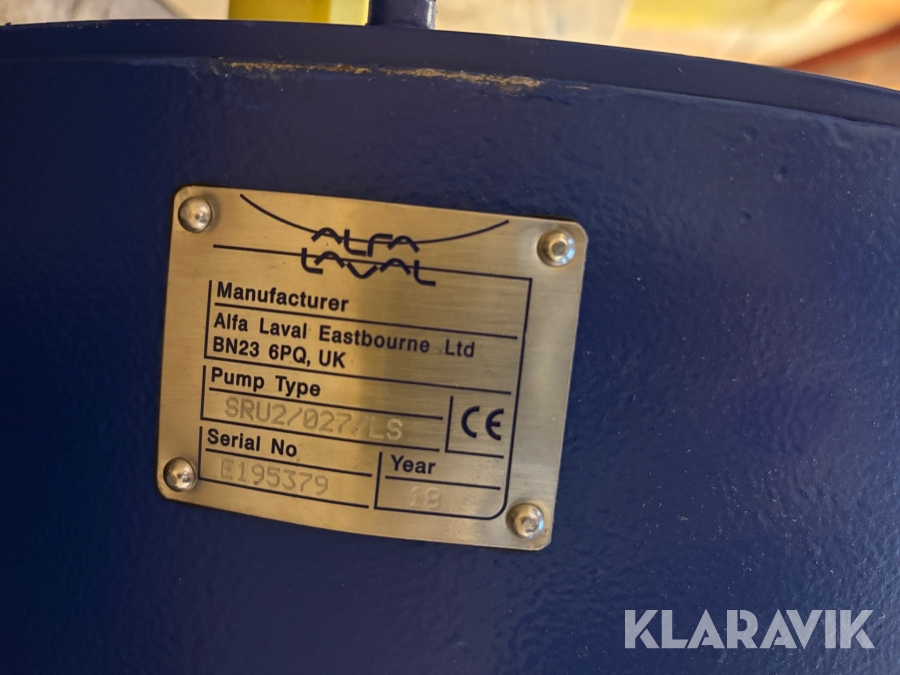 ALFA
LAVAL
Manufacturer
Alfa Laval Eastbourne Ltd
BN23 6PQ, UK
Pump Type
SRU2/027/LS
CE
Serial No
E195379
Year
18
KLARAVIK